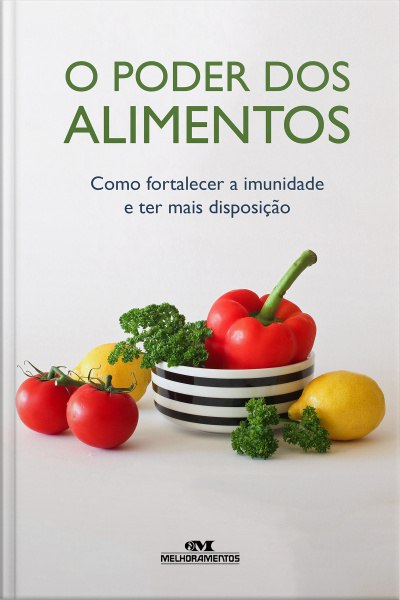 O PODER DOS
ALIMENTOS
Como fortalecer a imunidade
e ter mais disposição
MELHORAMENTOS